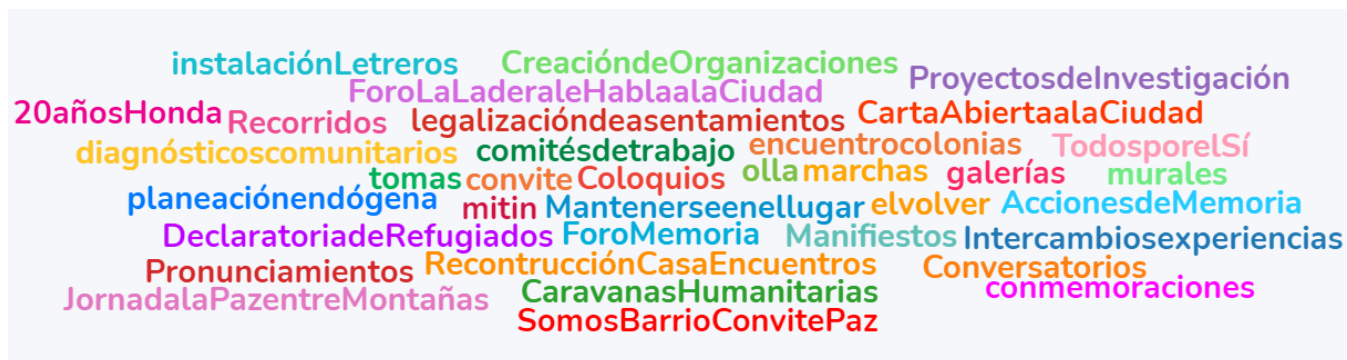 instalaciónLetreros CreacióndeOrganizaciones ProyectosdeInvestigación
ForoLaLaderaleHablaalaCiudad
20añosHonda Recorridos legalizacióndeasentamientos CartaAbiertaalaCiudad
diagnósticoscomunitarios comitésdetrabajo encuentrocolonias TodosporelSí
tomas convite Coloquios olla marchas galerías murales
planeaciónendógena mitin Mantenerseenellugar elvolver AccionesdeMemoria
DeclaratoriadeRefugiados ForoMemoria Manifiestos Intercambiosexperiencias
Pronunciamientos RecontrucciónCasaEncuentros Conversatorios
JornadalaPazentreMontañas CaravanasHumanitarias conmemoraciones
SomosBarrioConvitePaz